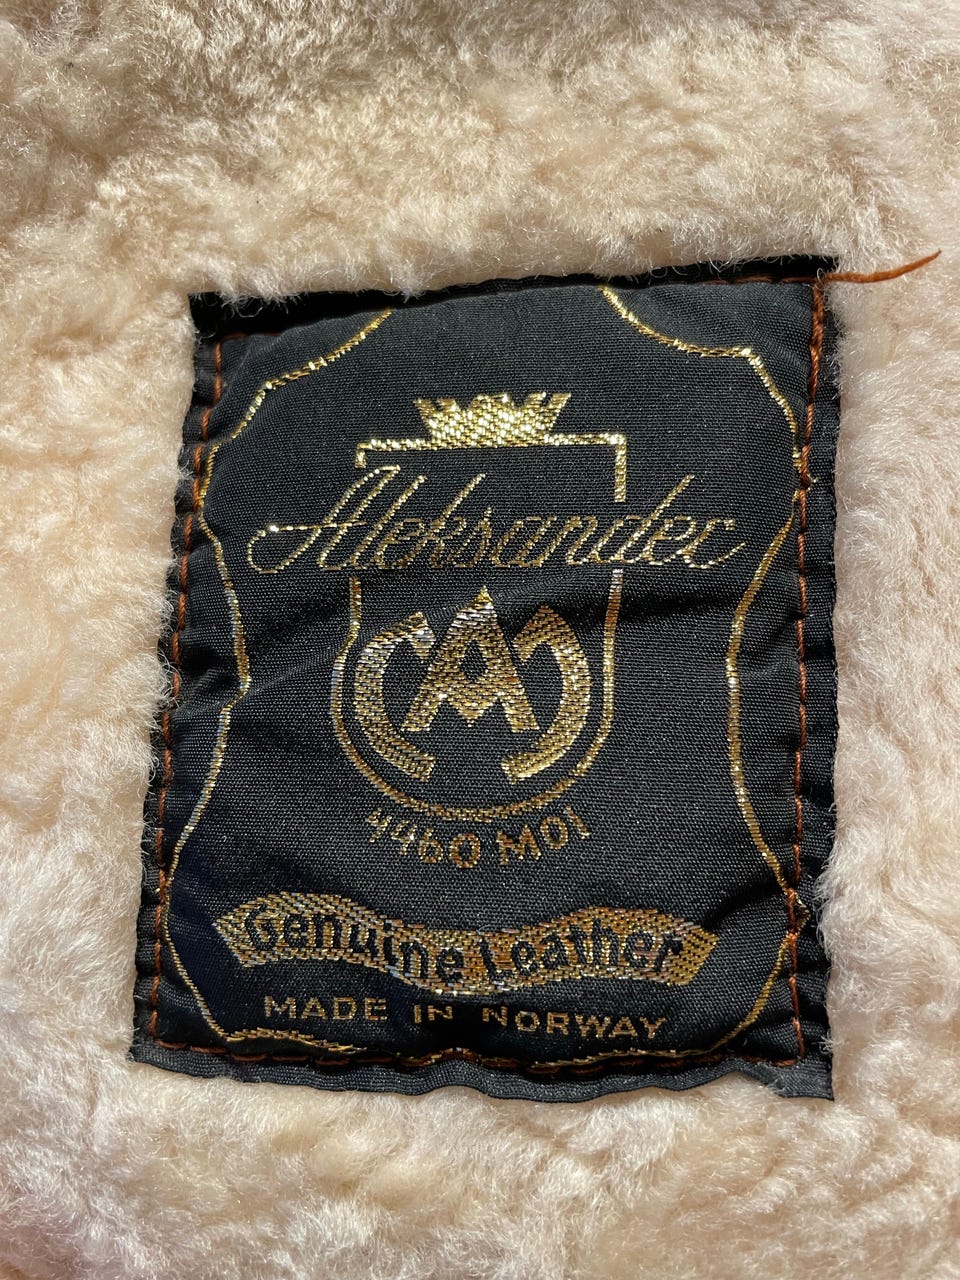 Aleksander
A
4460 MOI
Genuine Leather
MADE IN NORWAY